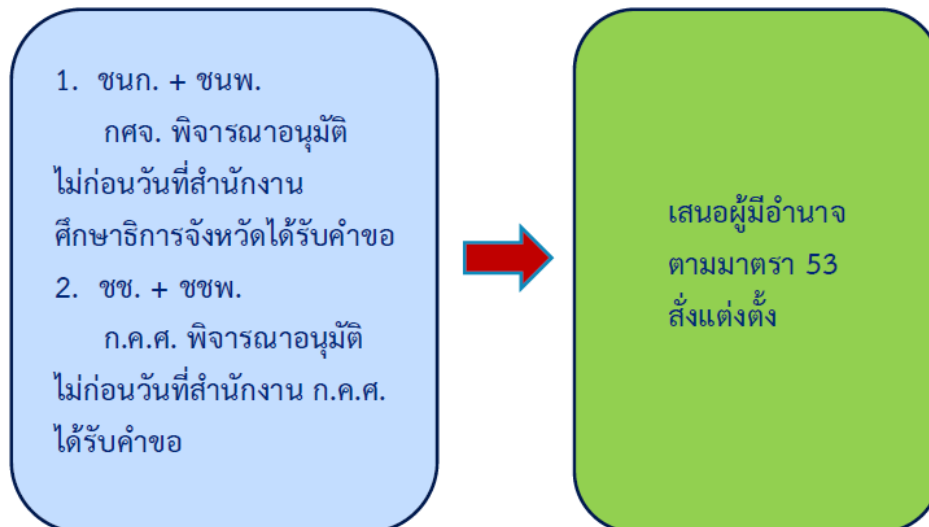 1. ชนก. + ชนพ.
กศจ. พิจารณาอนุมัติ
ไม่ก่อนวันที่สำนักงาน
ศึกษาธิการจังหวัดได้รับคำขอ
2. ชช. + ชชพ.
ก.ค.ศ. พิจารณาอนุมัติ
ไม่ก่อนวันที่สำนักงาน ก.ค.ศ.
ได้รับคำขอ
เสนอผู้มีอำนาจ
ตามมาตรา 53
สั่งแต่งตั้ง